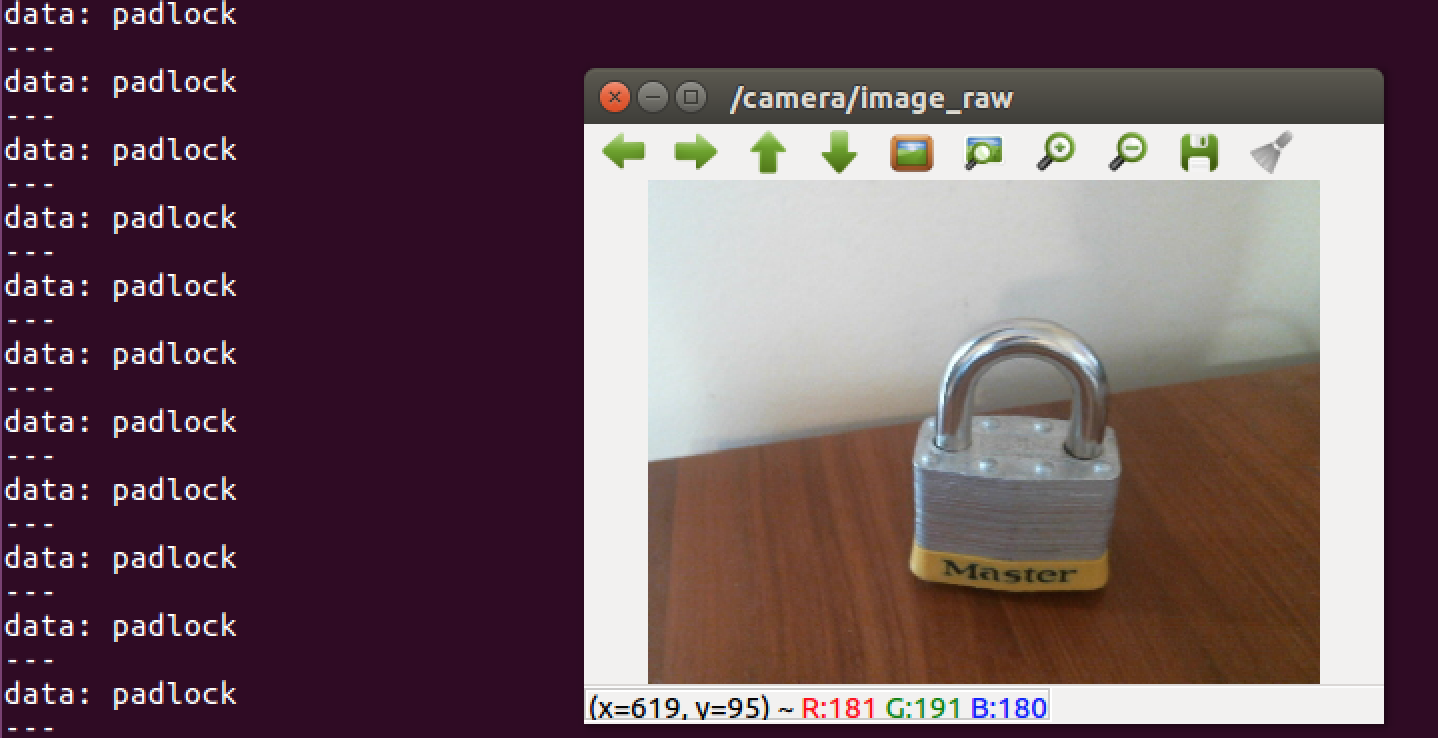 data: padlock
---
data: padlock
---
data: padlock
---
data: padlock
---
data: padlock
---
data: padlock
---
data: padlock
---
data: padlock
---
data: padlock
---
data: padlock
---
data: padlock
---
/camera/image_raw
Master
(x=619, y=95) ~ R:181 G:191 B:180